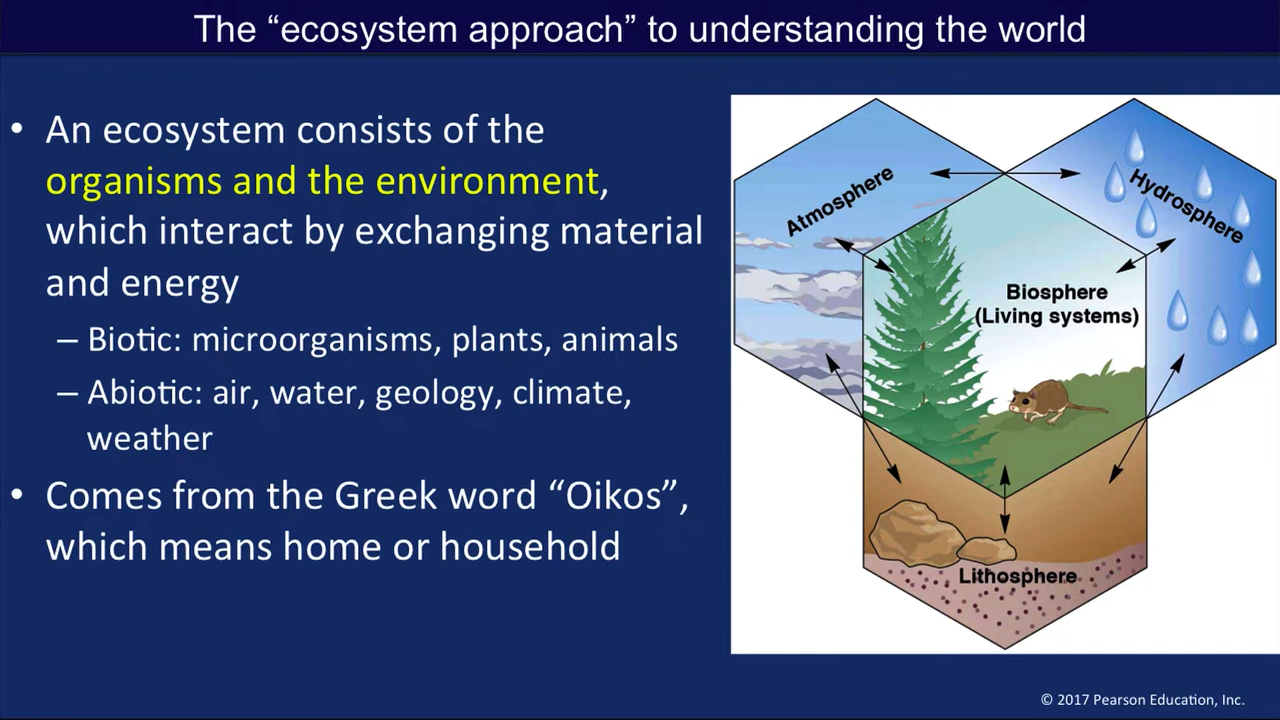 The “ecosystem approach” to understanding the world
• An ecosystem consists of the
organisms and the environment,
which interact by exchanging material
and energy
– Biotic: microorganisms, plants, animals
– Abiotic: air, water, geology, climate,
weather
• Comes from the Greek word “Oikos”,
which means home or household
Atmosphere
Hydrosphere
Biosphere
(Living systems)
Lithosphere
© 2017 Pearson Education, Inc.